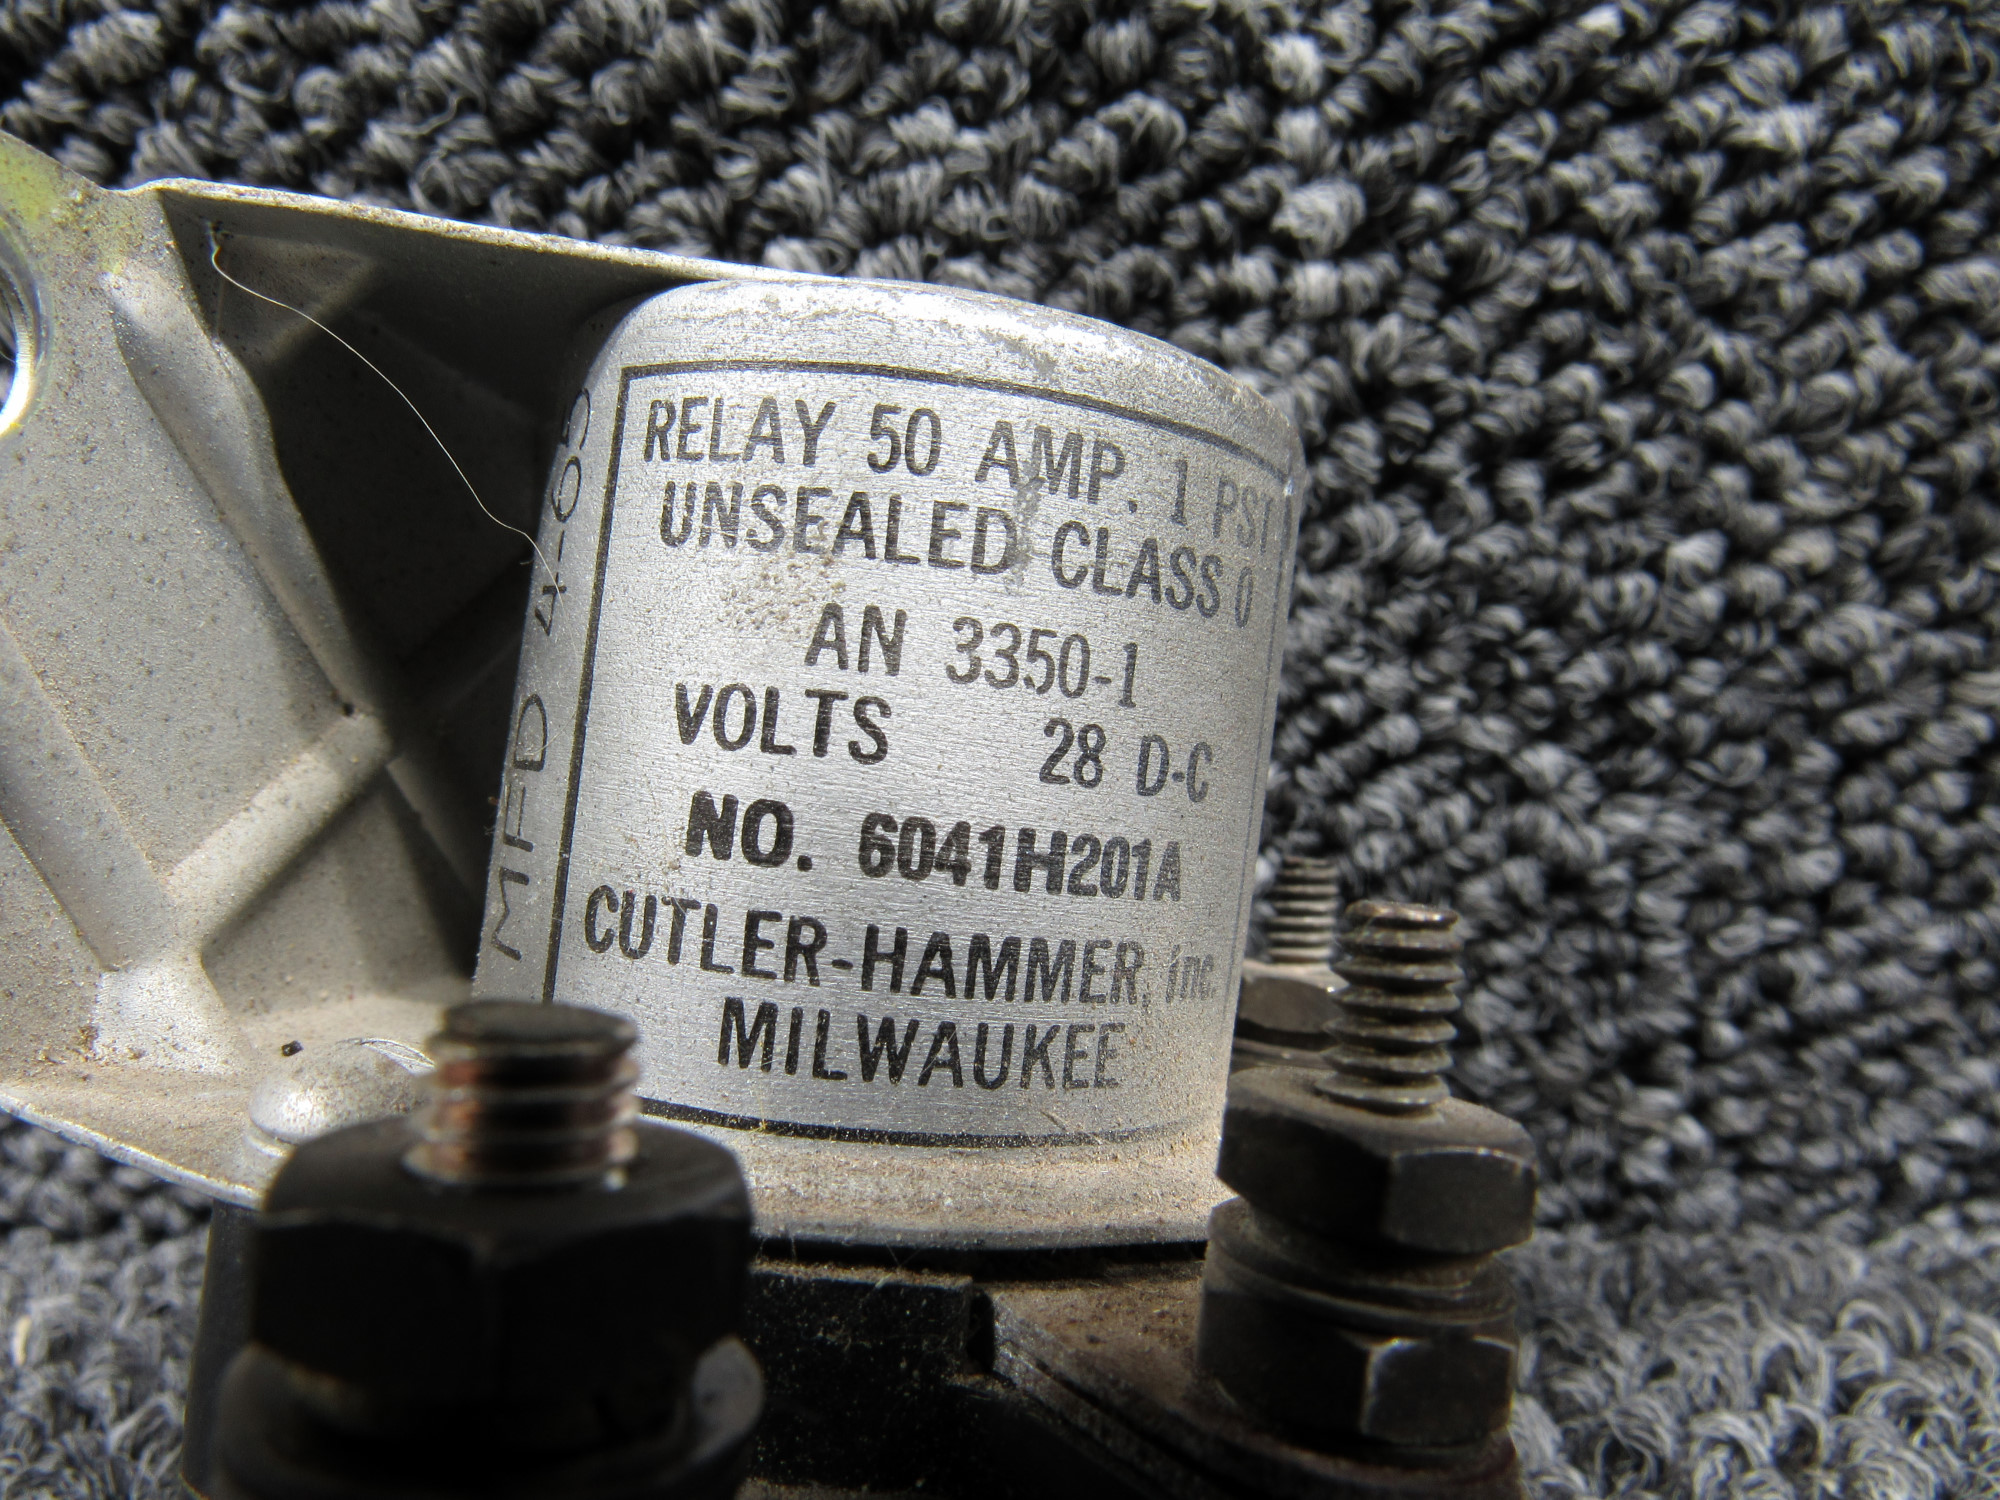 RELAY 50 AMP. 1 PST
UNSEALED CLASS 0
AN 3350-1
VOLTS 28 D-C
NO. 6041H201A
CUTLER-HAMMER, inc.
MILWAUKEE
MFD